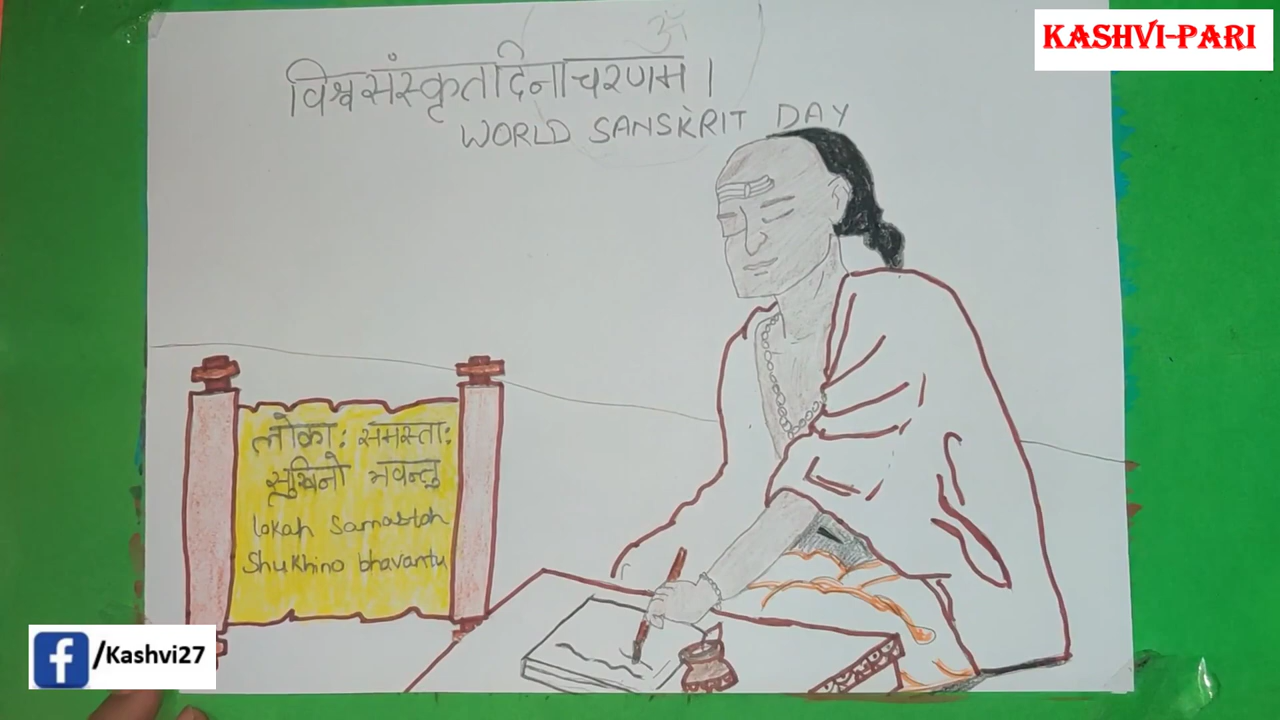 KASHVI-PARI
ॐ
विश्वसंस्कृतदिनाचरणम।
WORLD SANSKRIT DAY
लोका: समस्ता:
सुखिनो भवन्तु
lokah Samastah
Shukhino bhavantu
f/Kashvi27